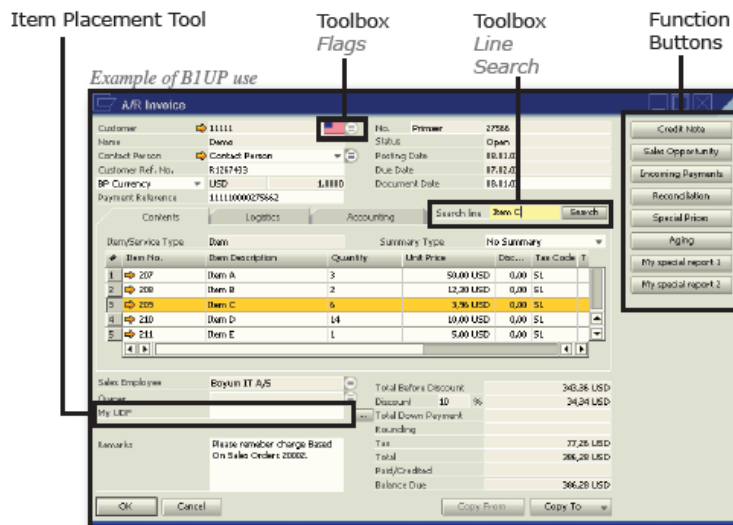 Item Placement Tool
Toolbox
Flags
Toolbox
Line
Search
Function
Buttons
Example of B1UP use
A/R Invoice
Customer 11111
Name Demo
Contact Person Contact Person
Customer Ref. No. R1267433
BP Currency USD 1.0000
Payment Reference 111110000275662
No. Primær 27566
Status Open
Posting Date
Due Date
Document Date
Contents Logistics Accounting
Search line Item C Search
Item/Service Type Item Summary Type No Summary
# Item No. Item Description Quantity Unit Price Disc... Tax Code T
1 207 Item A 3 50,00 USD 0,00 S1
2 208 Item B 2 12,20 USD 0,00 S1
3 209 Item C 6 3,96 USD 0,00 S1
4 210 Item D 14 10,00 USD 0,00 S1
5 211 Item E 1 5,00 USD 0,00 S1
Sales Employee Boyum IT A/S
Owner
My UDF ...
Remarks Please remeber charge Based
On Sales Orders 20002.
Total Before Discount 343,36 USD
Discount 10 % 34,34 USD
Total Down Payment
Rounding
Tax 77,26 USD
Total 386,28 USD
Paid/Credited
Balance Due 386,28 USD
OK Cancel Copy From Copy To
Credit Note
Sales Opportunity
Incoming Payments
Reconciliation
Special Prices
Aging
My special report 1
My special report 2